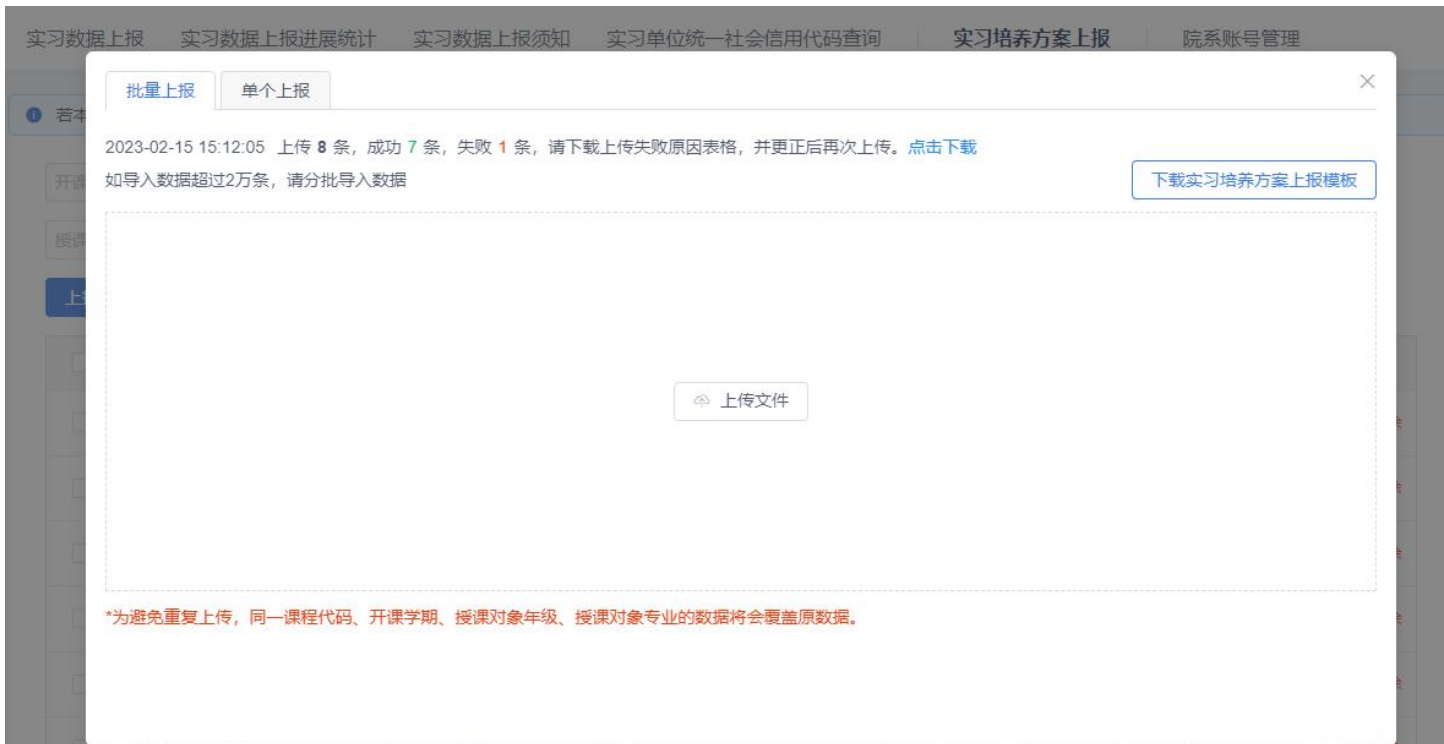 实习数据上报 实习数据上报进展统计 实习数据上报须知 实习单位统一社会信用代码查询 实习培养方案上报 院系账号管理
批量上报 单个上报
若本
2023-02-15 15:12:05 上传 8 条，成功 7 条，失败 1 条，请下载上传失败原因表格，并更正后再次上传。点击下载
如导入数据超过2万条，请分批导入数据
下载实习培养方案上报模板
开课
授课
上
上传文件
*为避免重复上传，同一课程代码、开课学期、授课对象年级、授课对象专业的数据将会覆盖原数据。